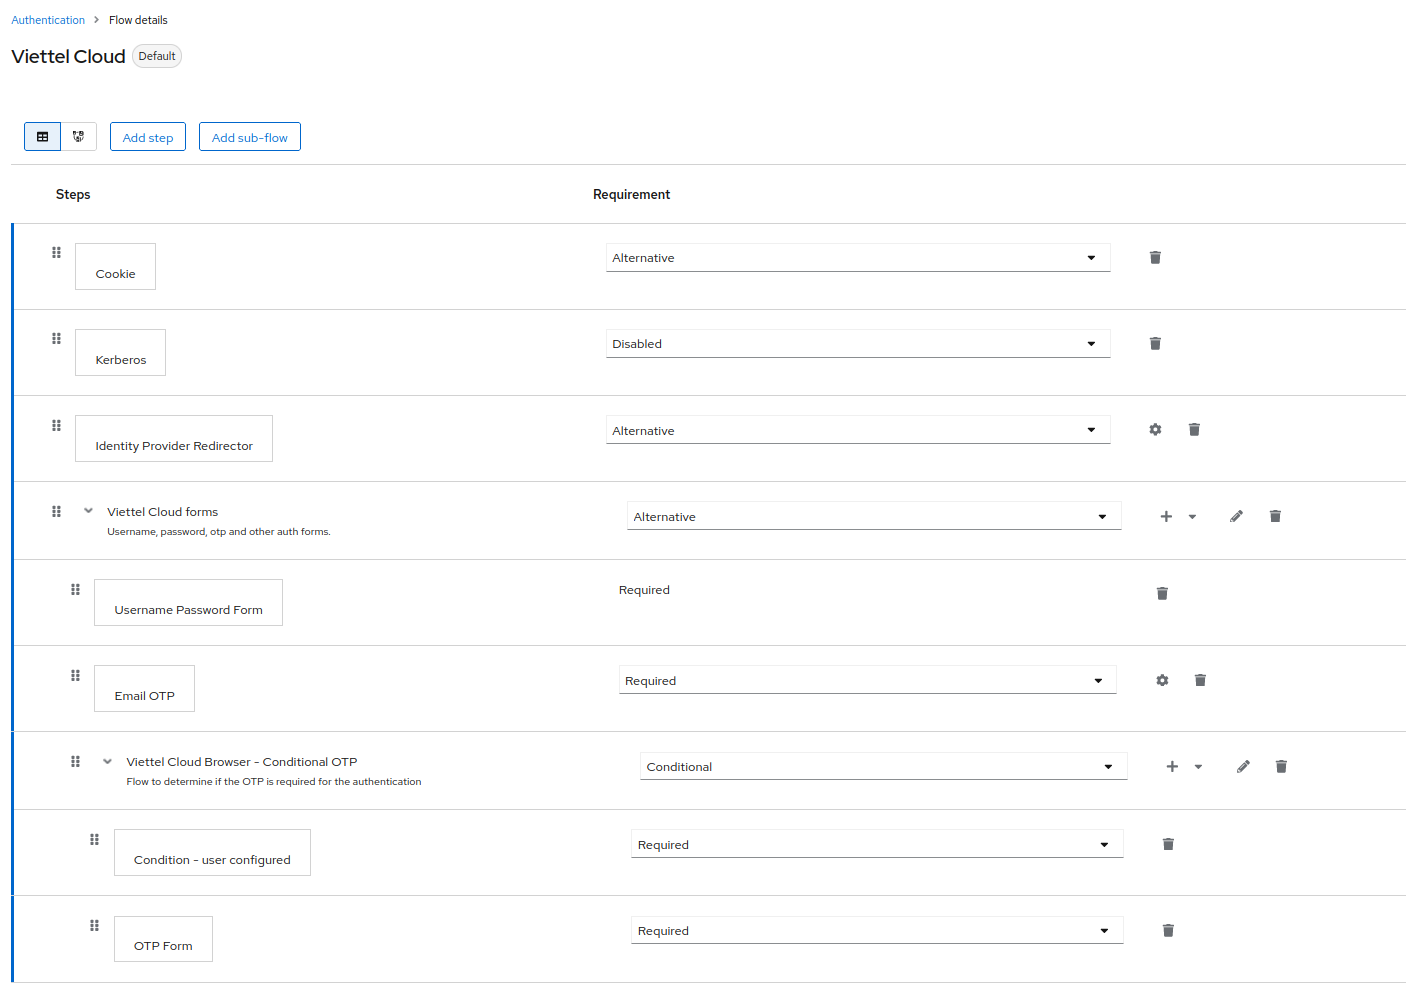 Authentication > Flow details
Viettel Cloud Default
Add step Add sub-flow
Steps Requirement
Cookie Alternative
Kerberos Disabled
Identity Provider Redirector Alternative
Viettel Cloud forms Alternative
Username, password, otp and other auth forms.
Username Password Form Required
Email OTP Required
Viettel Cloud Browser - Conditional OTP Conditional
Flow to determine if the OTP is required for the authentication
Condition - user configured Required
OTP Form Required